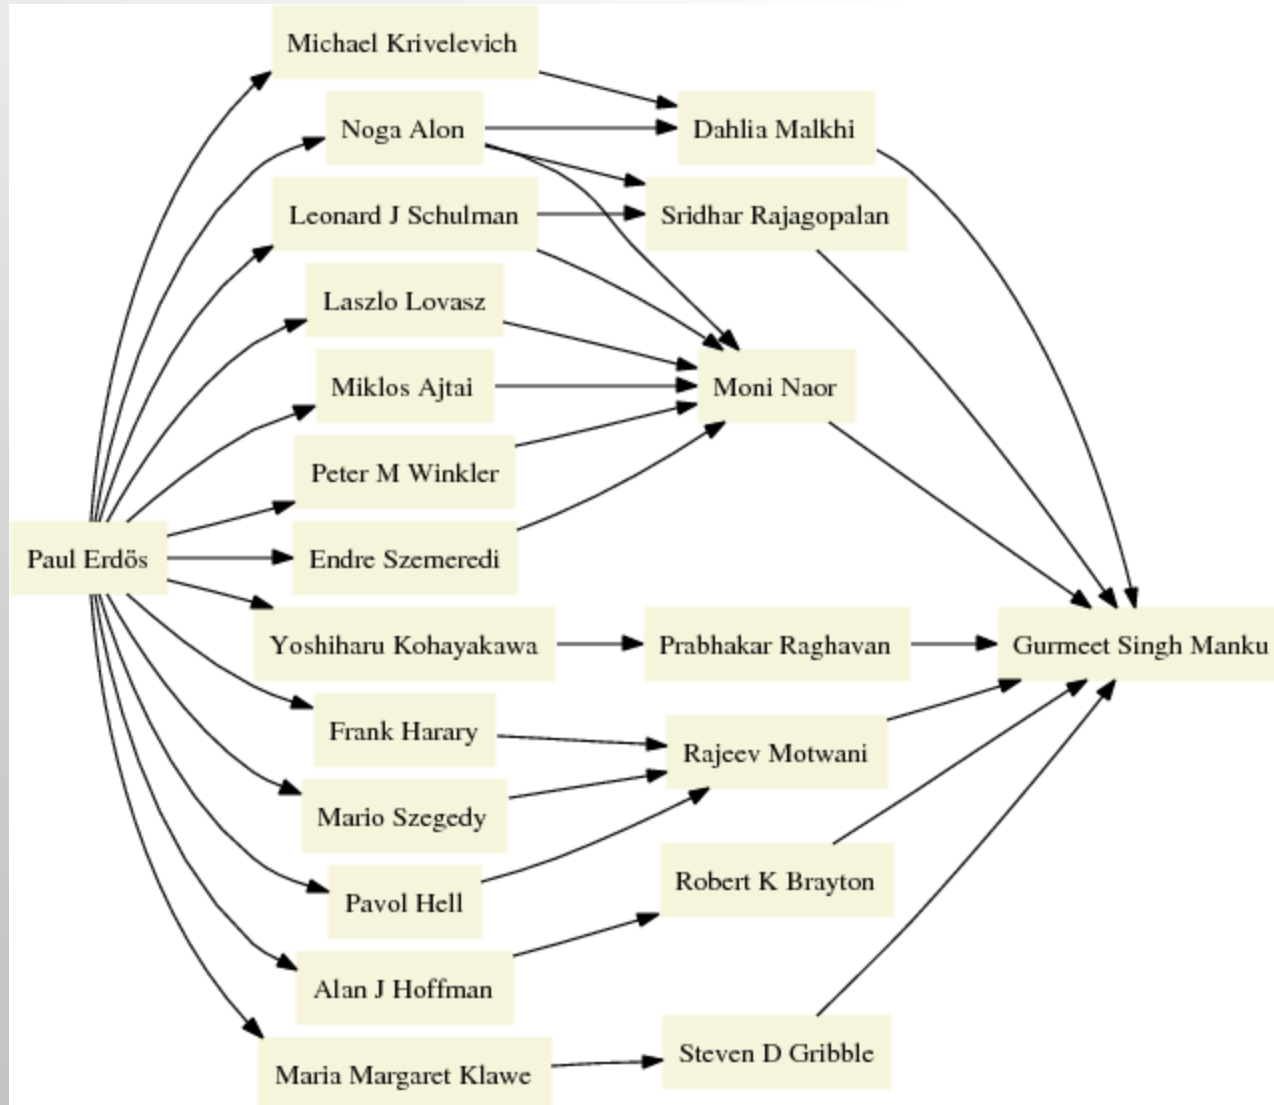 Michael Krivelevich
Noga Alon
Dahlia Malkhi
Leonard J Schulman
Sridhar Rajagopalan
Laszlo Lovasz
Miklos Ajtai
Moni Naor
Peter M Winkler
Paul Erdös
Endre Szemeredi
Yoshiharu Kohayakawa
Prabhakar Raghavan
Gurmeet Singh Manku
Frank Harary
Rajeev Motwani
Mario Szegedy
Robert K Brayton
Pavol Hell
Alan J Hoffman
Steven D Gribble
Maria Margaret Klawe